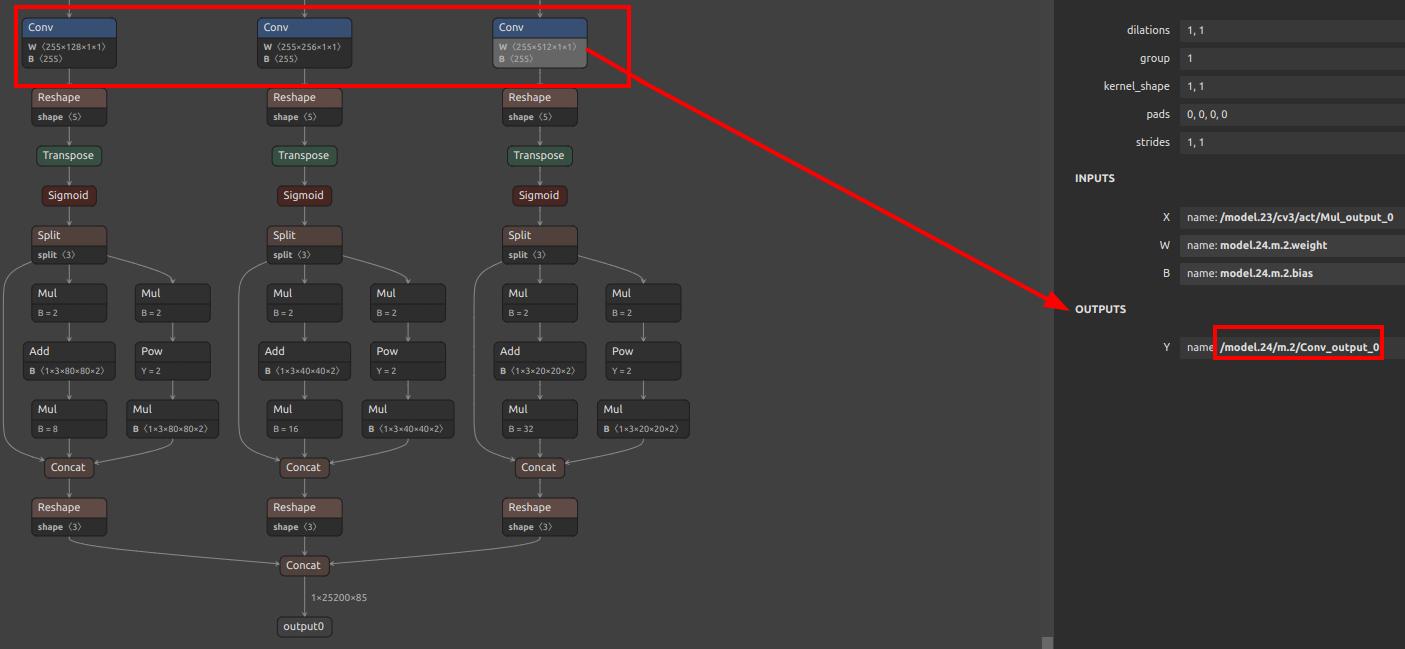 Conv Conv Conv
W ⟨255×128×1×1⟩ W ⟨255×256×1×1⟩ W ⟨255×512×1×1⟩
B ⟨255⟩ B ⟨255⟩ B ⟨255⟩
Reshape Reshape Reshape
shape ⟨5⟩ shape ⟨5⟩ shape ⟨5⟩
Transpose Transpose Transpose
Sigmoid Sigmoid Sigmoid
Split Split Split
split ⟨3⟩ split ⟨3⟩ split ⟨3⟩
Mul Mul Mul Mul Mul Mul
B = 2 B = 2 B = 2 B = 2 B = 2 B = 2
Add Pow Add Pow Add Pow
B ⟨1×3×80×80×2⟩ Y = 2 B ⟨1×3×40×40×2⟩ Y = 2 B ⟨1×3×20×20×2⟩ Y = 2
Mul Mul Mul Mul Mul Mul
B = 8 B ⟨1×3×80×80×2⟩ B = 16 B ⟨1×3×40×40×2⟩ B = 32 B ⟨1×3×20×20×2⟩
Concat Concat Concat
Reshape Reshape Reshape
shape ⟨3⟩ shape ⟨3⟩ shape ⟨3⟩
Concat
1×25200×85
output0
dilations 1, 1
group 1
kernel_shape 1, 1
pads 0, 0, 0, 0
strides 1, 1
INPUTS
X name: /model.23/cv3/act/Mul_output_0
W name: model.24.m.2.weight
B name: model.24.m.2.bias
OUTPUTS
Y name: /model.24/m.2/Conv_output_0